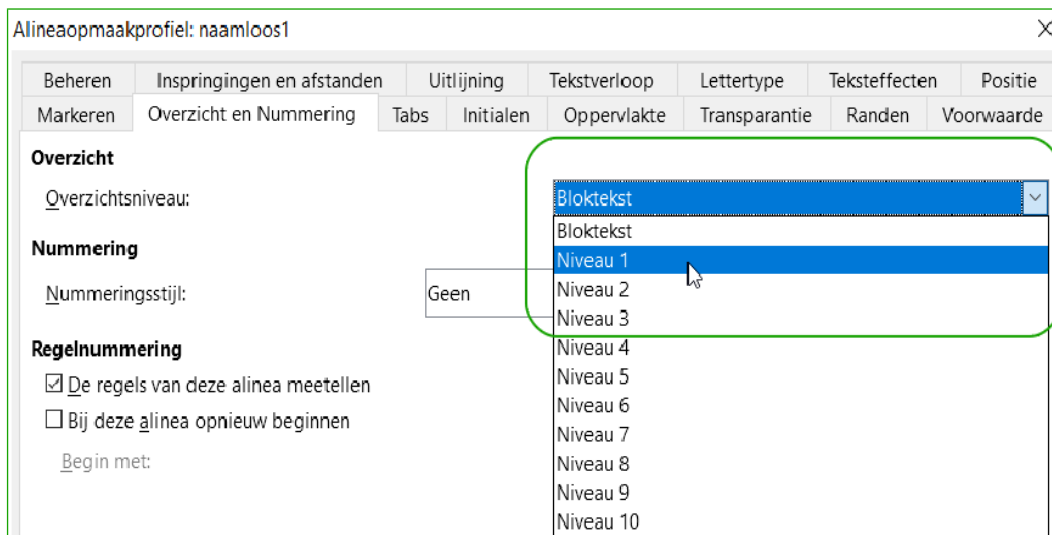 Alineaopmaakprofiel: naamloos1
Beheren Inspringingen en afstanden Uitlijning Tekstverloop Lettertype Teksteffecten Positie
Markeren Overzicht en Nummering Tabs Initialen Oppervlakte Transparantie Randen Voorwaarde
Overzicht
Overzichtsniveau: Bloktekst
Bloktekst
Nummering
Niveau 1
Nummeringsstijl: Geen Niveau 2
Niveau 3
Regelnummering Niveau 4
De regels van deze alinea meetellen Niveau 5
Bij deze alinea opnieuw beginnen Niveau 6
Niveau 7
Begin met: Niveau 8
Niveau 9
Niveau 10